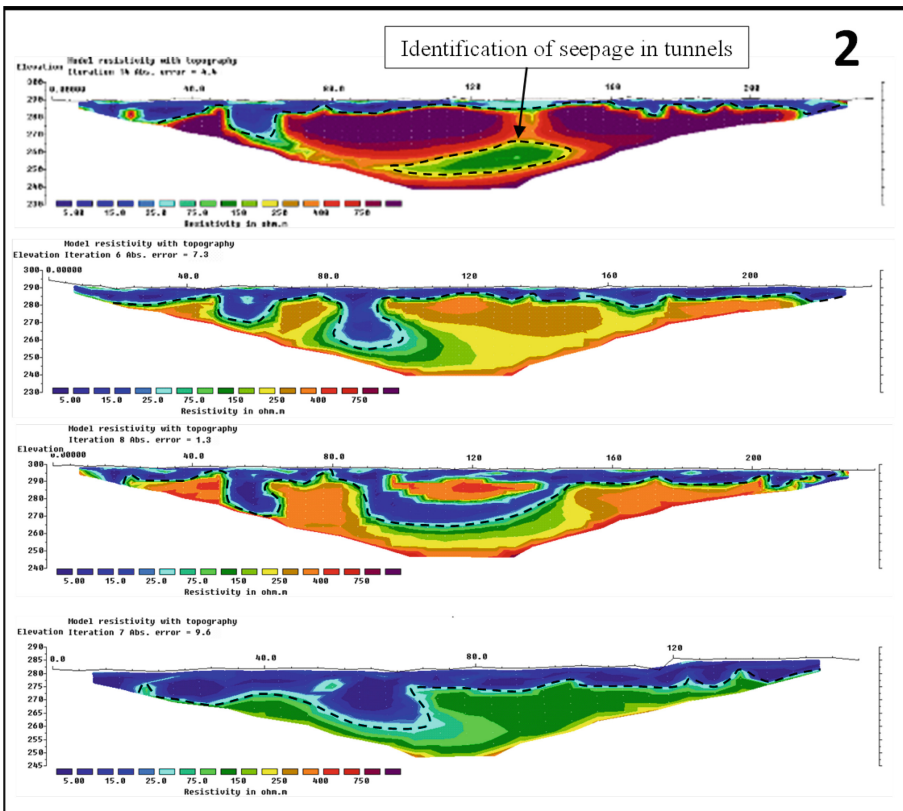 2
Identification of seepage in tunnels
Model resistivity with topography
Elevation Iteration 14 Abs. error = 4.4
300 0.00000 40.0 80.0 120 160 200
290
280
270
260
250
240
230
5.00 15.0 25.0 75.0 150 250 400 750
Resistivity in ohm.m
Model resistivity with topography
Elevation Iteration 6 Abs. error = 7.3
300 0.00000 40.0 80.0 120 160 200
290
280
270
260
250
240
230
5.00 15.0 25.0 75.0 150 250 400 750
Resistivity in ohm.m
Model resistivity with topography
Iteration 8 Abs. error = 1.3
Elevation
0.00000 40.0 80.0 120 160 200
300
290
280
270
260
250
240
5.00 15.0 25.0 75.0 150 250 400 750
Resistivity in ohm.m
Model resistivity with topography
Elevation Iteration 7 Abs. error = 9.6
290
285 0.0 40.0 80.0 120
280
275
270
265
260
255
250
245
5.00 15.0 25.0 75.0 150 250 400 750
Resistivity in ohm.m